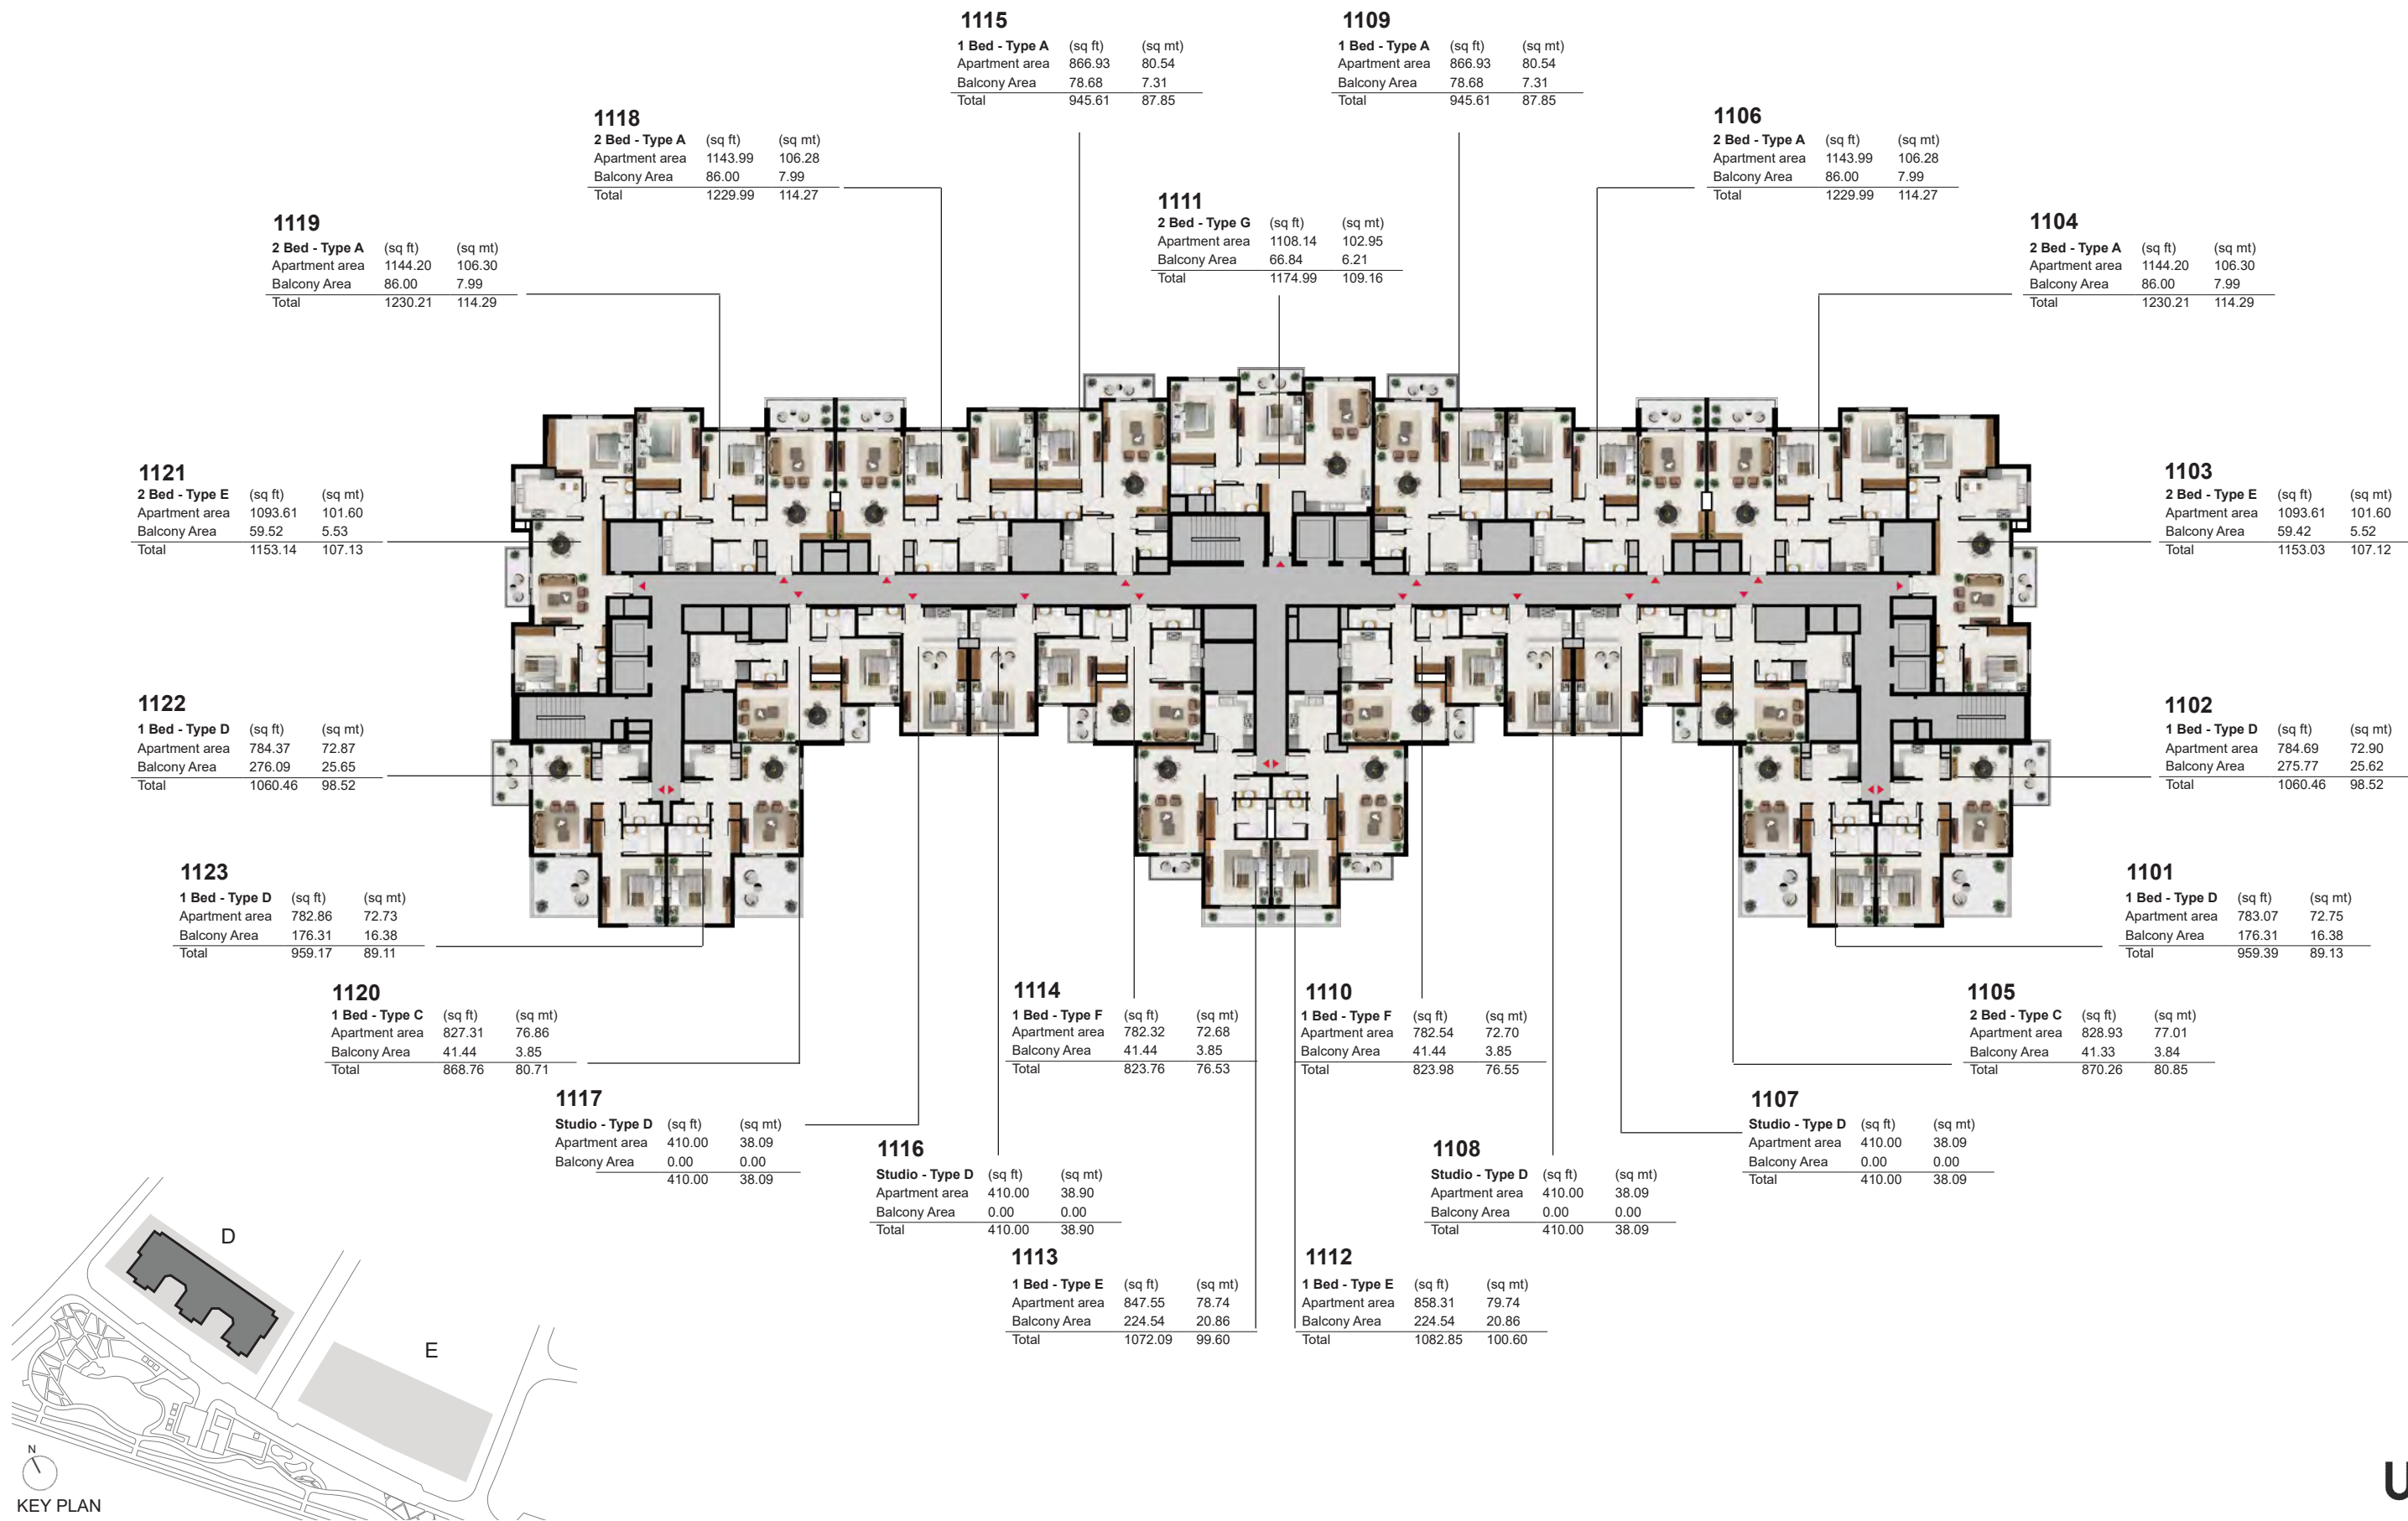 1115
1 Bed - Type A (sq ft) (sq mt)
Apartment area 866.93 80.54
Balcony Area 78.68 7.31
Total 945.61 87.85
1109
1 Bed - Type A (sq ft) (sq mt)
Apartment area 866.93 80.54
Balcony Area 78.68 7.31
Total 945.61 87.85
1118
2 Bed - Type A (sq ft) (sq mt)
Apartment area 1143.99 106.28
Balcony Area 86.00 7.99
Total 1229.99 114.27
1106
2 Bed - Type A (sq ft) (sq mt)
Apartment area 1143.99 106.28
Balcony Area 86.00 7.99
Total 1229.99 114.27
1111
2 Bed - Type G (sq ft) (sq mt)
Apartment area 1108.14 102.95
Balcony Area 66.84 6.21
Total 1174.99 109.16
1119
2 Bed - Type A (sq ft) (sq mt)
Apartment area 1144.20 106.30
Balcony Area 86.00 7.99
Total 1230.21 114.29
1104
2 Bed - Type A (sq ft) (sq mt)
Apartment area 1144.20 106.30
Balcony Area 86.00 7.99
Total 1230.21 114.29
1121
2 Bed - Type E (sq ft) (sq mt)
Apartment area 1093.61 101.60
Balcony Area 59.52 5.53
Total 1153.14 107.13
1103
2 Bed - Type E (sq ft) (sq mt)
Apartment area 1093.61 101.60
Balcony Area 59.42 5.52
Total 1153.03 107.12
1122
1 Bed - Type D (sq ft) (sq mt)
Apartment area 784.37 72.87
Balcony Area 276.09 25.65
Total 1060.46 98.52
1102
1 Bed - Type D (sq ft) (sq mt)
Apartment area 784.69 72.90
Balcony Area 275.77 25.62
Total 1060.46 98.52
1123
1 Bed - Type D (sq ft) (sq mt)
Apartment area 782.86 72.73
Balcony Area 176.31 16.38
Total 959.17 89.11
1101
1 Bed - Type D (sq ft) (sq mt)
Apartment area 783.07 72.75
Balcony Area 176.31 16.38
Total 959.39 89.13
1120
1 Bed - Type C (sq ft) (sq mt)
Apartment area 827.31 76.86
Balcony Area 41.44 3.85
Total 868.76 80.71
1114
1 Bed - Type F (sq ft) (sq mt)
Apartment area 782.32 72.68
Balcony Area 41.44 3.85
Total 823.76 76.53
1110
1 Bed - Type F (sq ft) (sq mt)
Apartment area 782.54 72.70
Balcony Area 41.44 3.85
Total 823.98 76.55
1105
2 Bed - Type C (sq ft) (sq mt)
Apartment area 828.93 77.01
Balcony Area 41.33 3.84
Total 870.26 80.85
1117
Studio - Type D (sq ft) (sq mt)
Apartment area 410.00 38.09
Balcony Area 0.00 0.00
410.00 38.09
1107
Studio - Type D (sq ft) (sq mt)
Apartment area 410.00 38.09
Balcony Area 0.00 0.00
Total 410.00 38.09
1116
Studio - Type D (sq ft) (sq mt)
Apartment area 410.00 38.90
Balcony Area 0.00 0.00
Total 410.00 38.90
1108
Studio - Type D (sq ft) (sq mt)
Apartment area 410.00 38.09
Balcony Area 0.00 0.00
Total 410.00 38.09
1113
1 Bed - Type E (sq ft) (sq mt)
Apartment area 847.55 78.74
Balcony Area 224.54 20.86
Total 1072.09 99.60
1112
1 Bed - Type E (sq ft) (sq mt)
Apartment area 858.31 79.74
Balcony Area 224.54 20.86
Total 1082.85 100.60
D
E
N
KEY PLAN
U